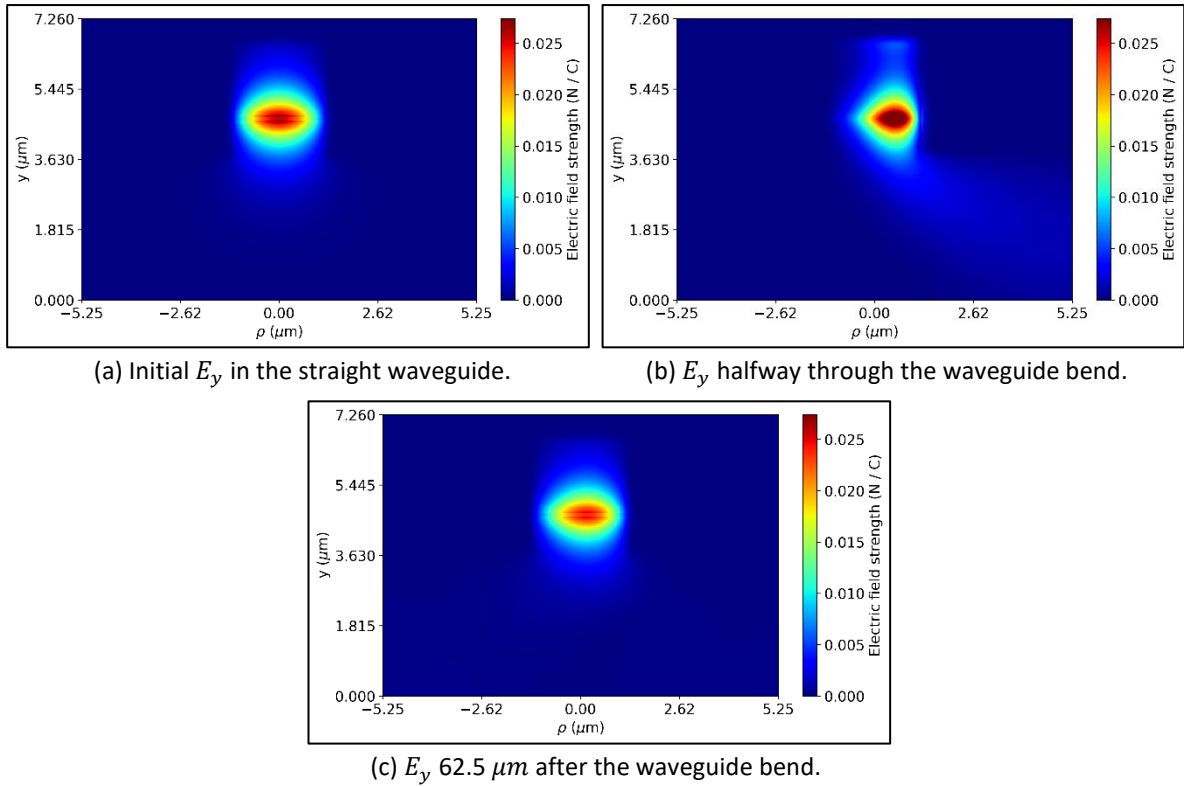 7.260
5.445
3.630
1.815
0.000
y (μm)
−5.25 −2.62 0.00 2.62 5.25
ρ (μm)
0.025
0.020
0.015
0.010
0.005
0.000
Electric field strength (N / C)
7.260
5.445
3.630
1.815
0.000
y (μm)
−5.25 −2.62 0.00 2.62 5.25
ρ (μm)
0.025
0.020
0.015
0.010
0.005
0.000
Electric field strength (N / C)
(a) Initial E_y in the straight waveguide.
(b) E_y halfway through the waveguide bend.
7.260
5.445
3.630
1.815
0.000
y (μm)
−5.25 −2.62 0.00 2.62 5.25
ρ (μm)
0.025
0.020
0.015
0.010
0.005
0.000
Electric field strength (N / C)
(c) E_y 62.5 μm after the waveguide bend.